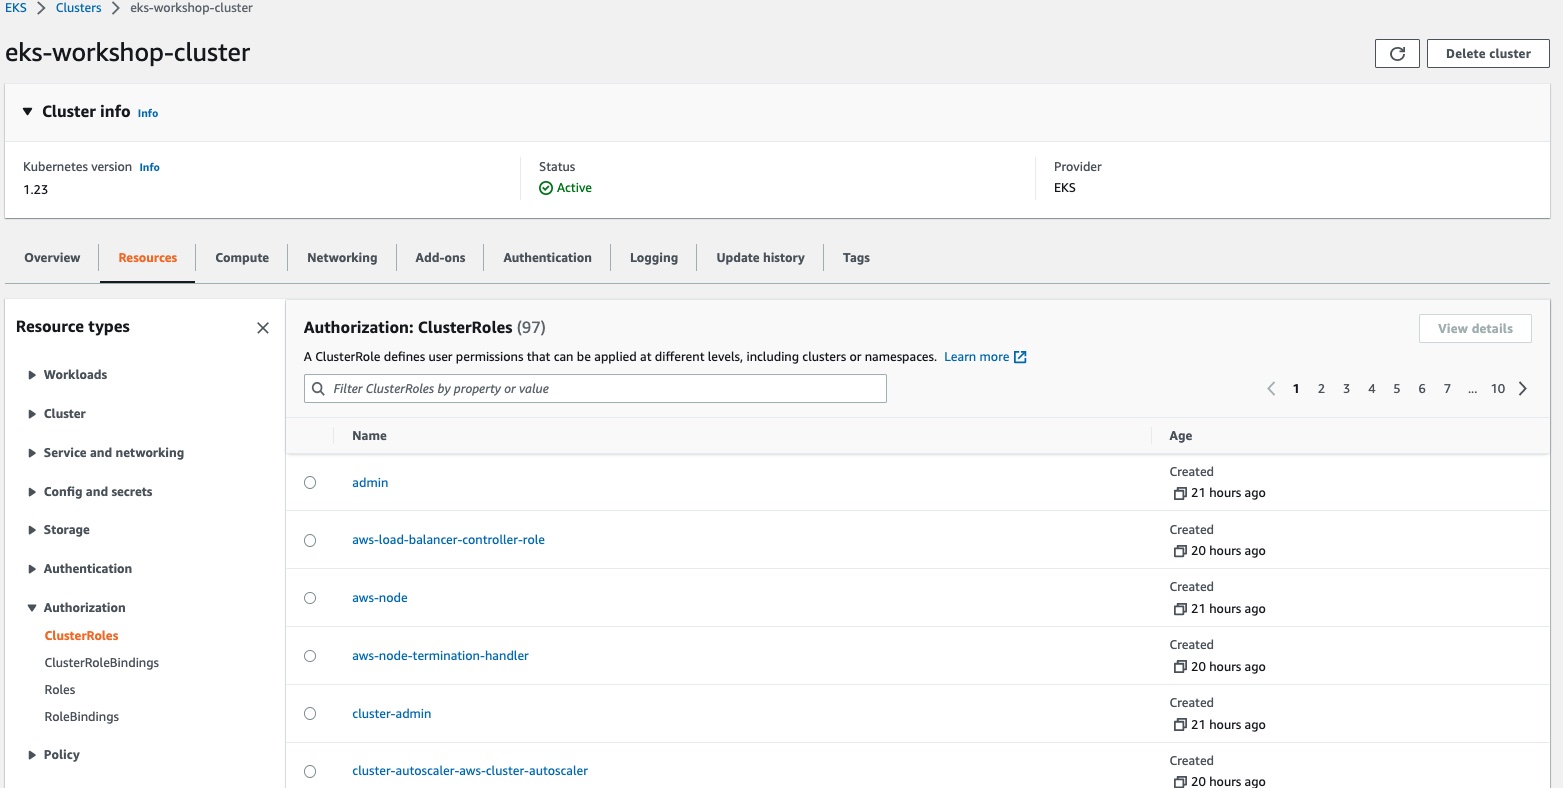 EKS > Clusters > eks-workshop-cluster
eks-workshop-cluster
Delete cluster
Cluster info Info
Kubernetes version Info
1.23
Status
Active
Provider
EKS
Overview Resources Compute Networking Add-ons Authentication Logging Update history Tags
Resource types
Workloads
Cluster
Service and networking
Config and secrets
Storage
Authentication
Authorization
ClusterRoles
ClusterRoleBindings
Roles
RoleBindings
Policy
Authorization: ClusterRoles (97)
View details
A ClusterRole defines user permissions that can be applied at different levels, including clusters or namespaces. Learn more
Filter ClusterRoles by property or value
1 2 3 4 5 6 7 ... 10
Name Age
admin
Created
21 hours ago
aws-load-balancer-controller-role
Created
20 hours ago
aws-node
Created
21 hours ago
aws-node-termination-handler
Created
20 hours ago
cluster-admin
Created
21 hours ago
cluster-autoscaler-aws-cluster-autoscaler
Created
20 hours ago